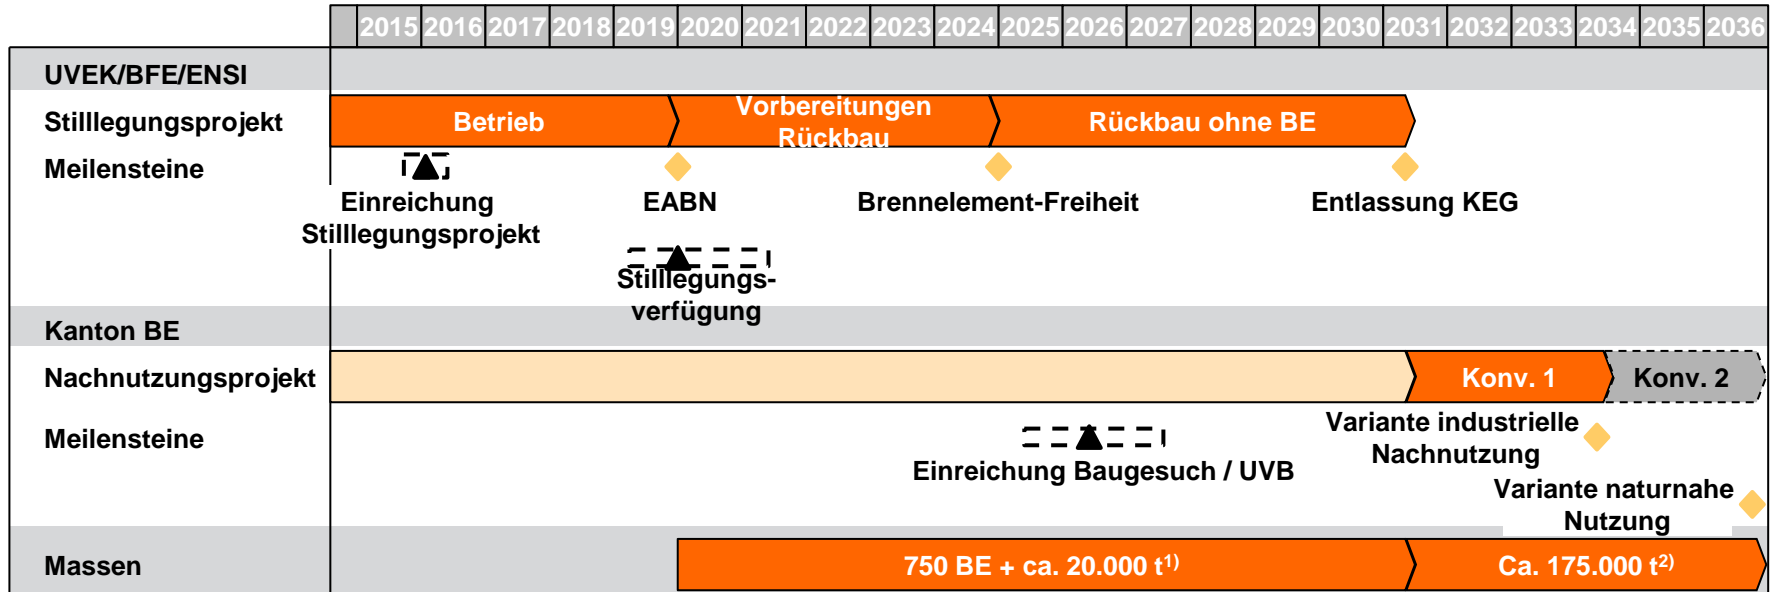 2015 2016 2017 2018 2019 2020 2021 2022 2023 2024 2025 2026 2027 2028 2029 2030 2031 2032 2033 2034 2035 2036
UVEK/BFE/ENSI
Stilllegungsprojekt
Betrieb
Vorbereitungen
Rückbau
Rückbau ohne BE
Meilensteine
Einreichung
Stilllegungsprojekt
EABN
Brennelement-Freiheit
Entlassung KEG
Stilllegungs-
verfügung
Kanton BE
Nachnutzungsprojekt
Konv. 1
Konv. 2
Meilensteine
Einreichung Baugesuch / UVB
Variante industrielle
Nachnutzung
Variante naturnahe
Nutzung
Massen
750 BE + ca. 20.000 t1)
Ca. 175.000 t2)